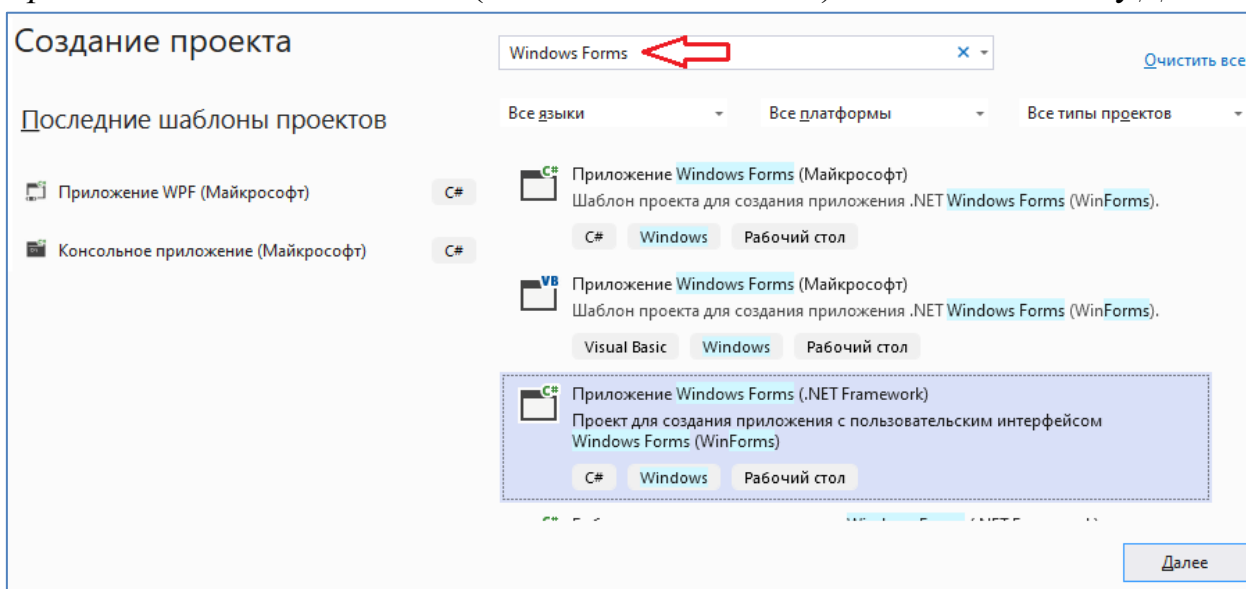 Создание проекта
Windows Forms
Очистить все
Последние шаблоны проектов
Все языки
Все платформы
Все типы проектов
Приложение WPF (Майкрософт)
C#
Консольное приложение (Майкрософт)
C#
C#
Приложение Windows Forms (Майкрософт)
Шаблон проекта для создания приложения .NET Windows Forms (WinForms).
C# Windows Рабочий стол
VB
Приложение Windows Forms (Майкрософт)
Шаблон проекта для создания приложения .NET Windows Forms (WinForms).
Visual Basic Windows Рабочий стол
C#
Приложение Windows Forms (.NET Framework)
Проект для создания приложения с пользовательским интерфейсом
Windows Forms (WinForms)
C# Windows Рабочий стол
Далее